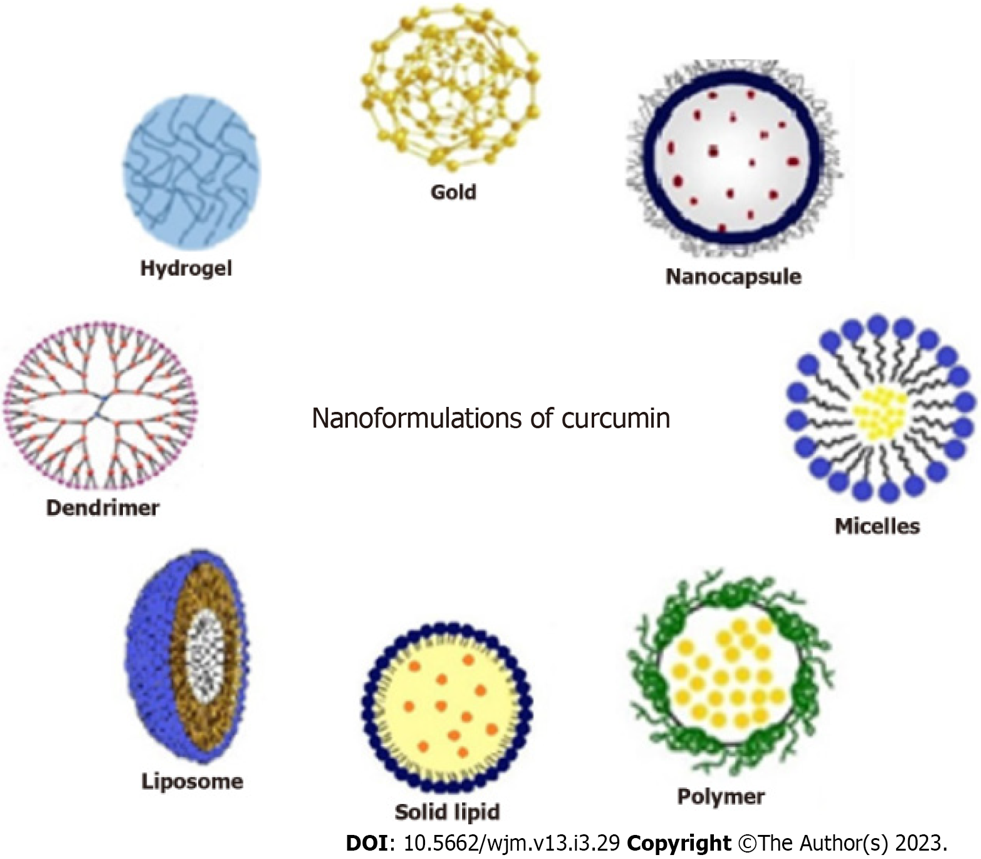 Gold
Hydrogel
Nanocapsule
Nanoformulations of curcumin
Dendrimer
Micelles
Liposome
Solid lipid
Polymer
DOI: 10.5662/wjm.v13.i3.29 Copyright ©The Author(s) 2023.